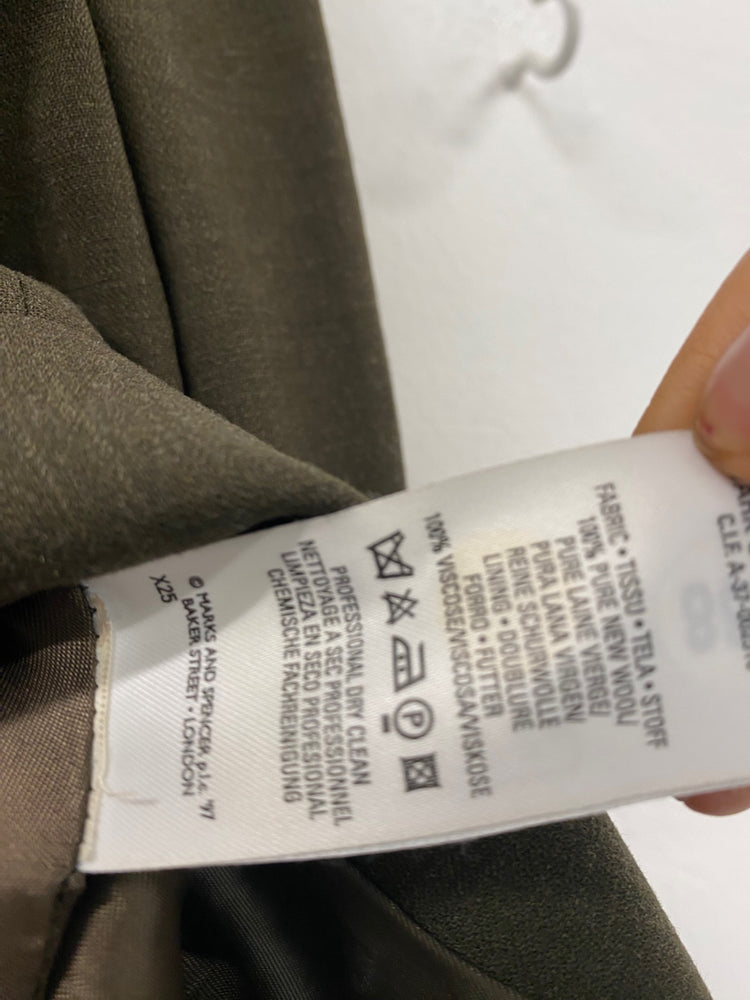 C.I.F. A-
FABRIC • TISSU • TELA • STOFF
100% PURE NEW WOOL/
PURE LAINE VIERGE/
PURA LANA VIRGEN/
REINE SCHURWOLLE
LINING • DOUBLURE
FORRO • FUTTER
100% VISCOSE/VISCOSA/VISKOSE
P
PROFESSIONAL DRY CLEAN
NETTOYAGE A SEC PROFESSIONNEL
LIMPIEZA EN SECO PROFESIONAL
CHEMISCHE FACHREINIGUNG
© MARKS AND SPENCER p.l.c. '97
BAKER STREET • LONDON
X25